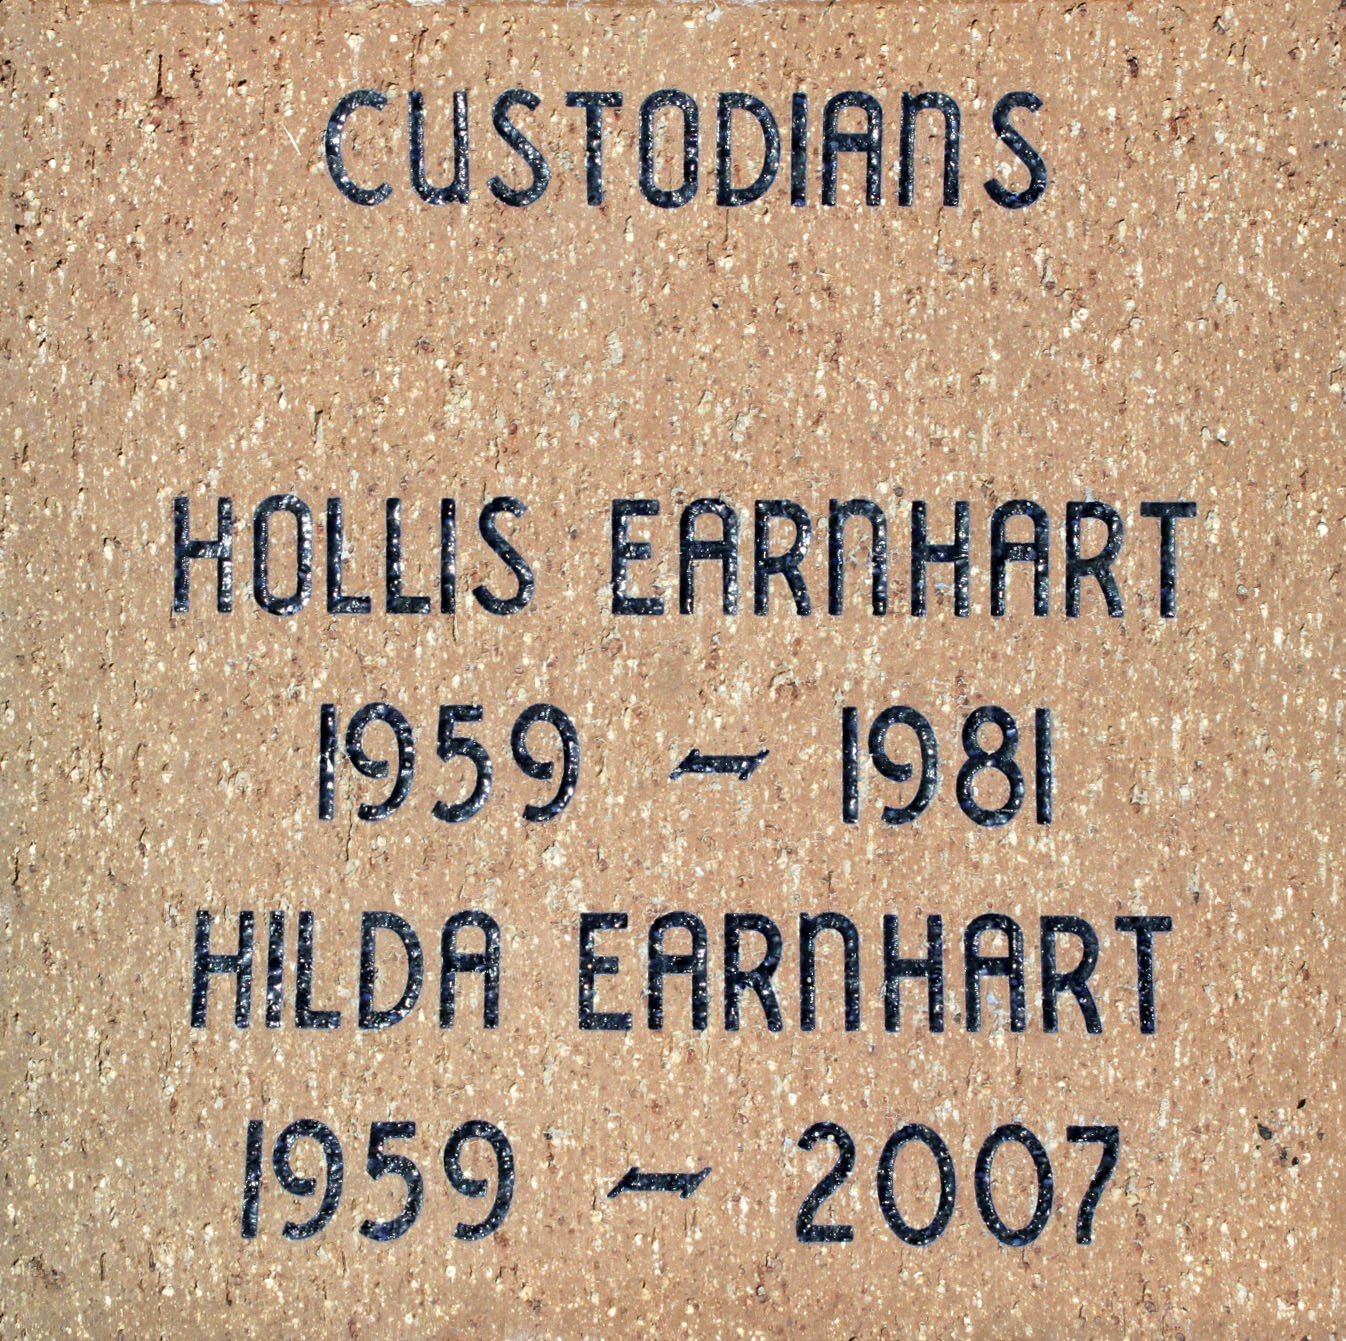 CUSTODIANS
HOLLIS EARNHART
1959 - 1981
HILDA EARNHART
1959 - 2007